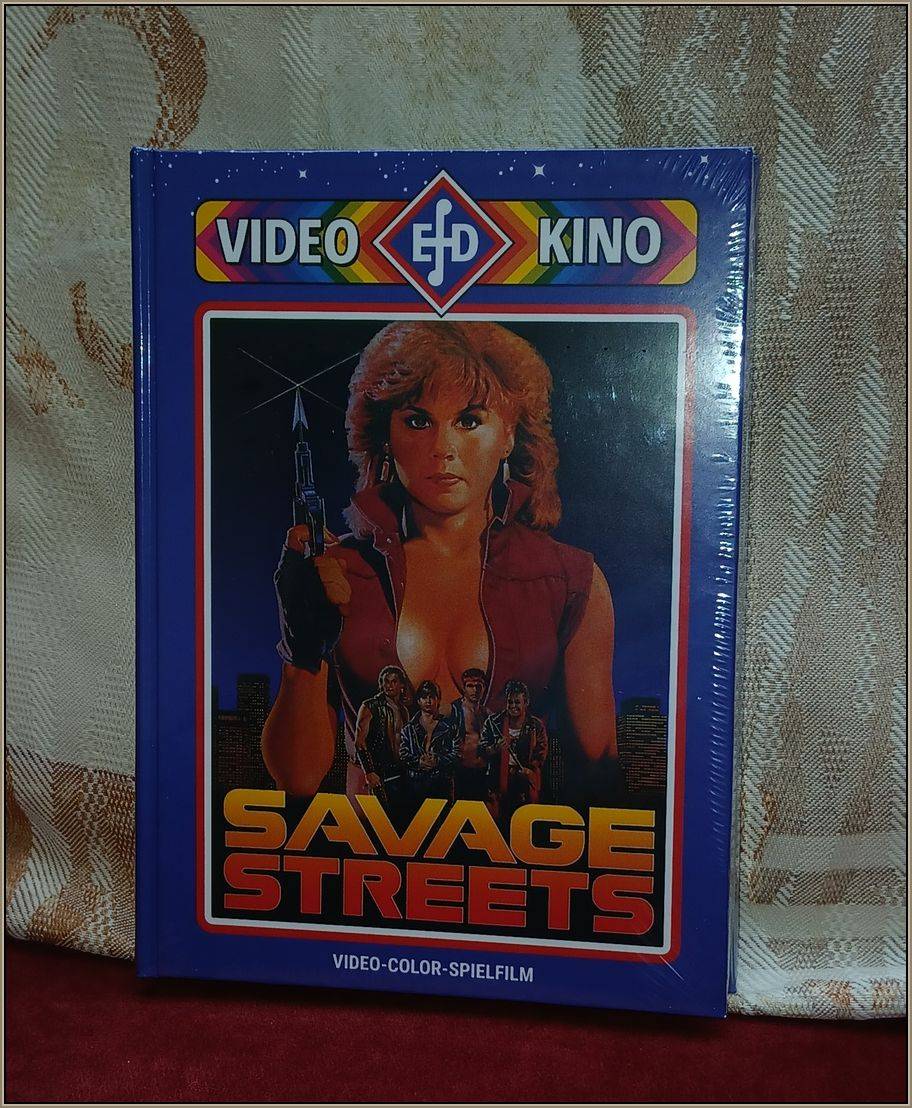 VIDEO EfD KINO
SAVAGE
STREETS
VIDEO-COLOR-SPIELFILM